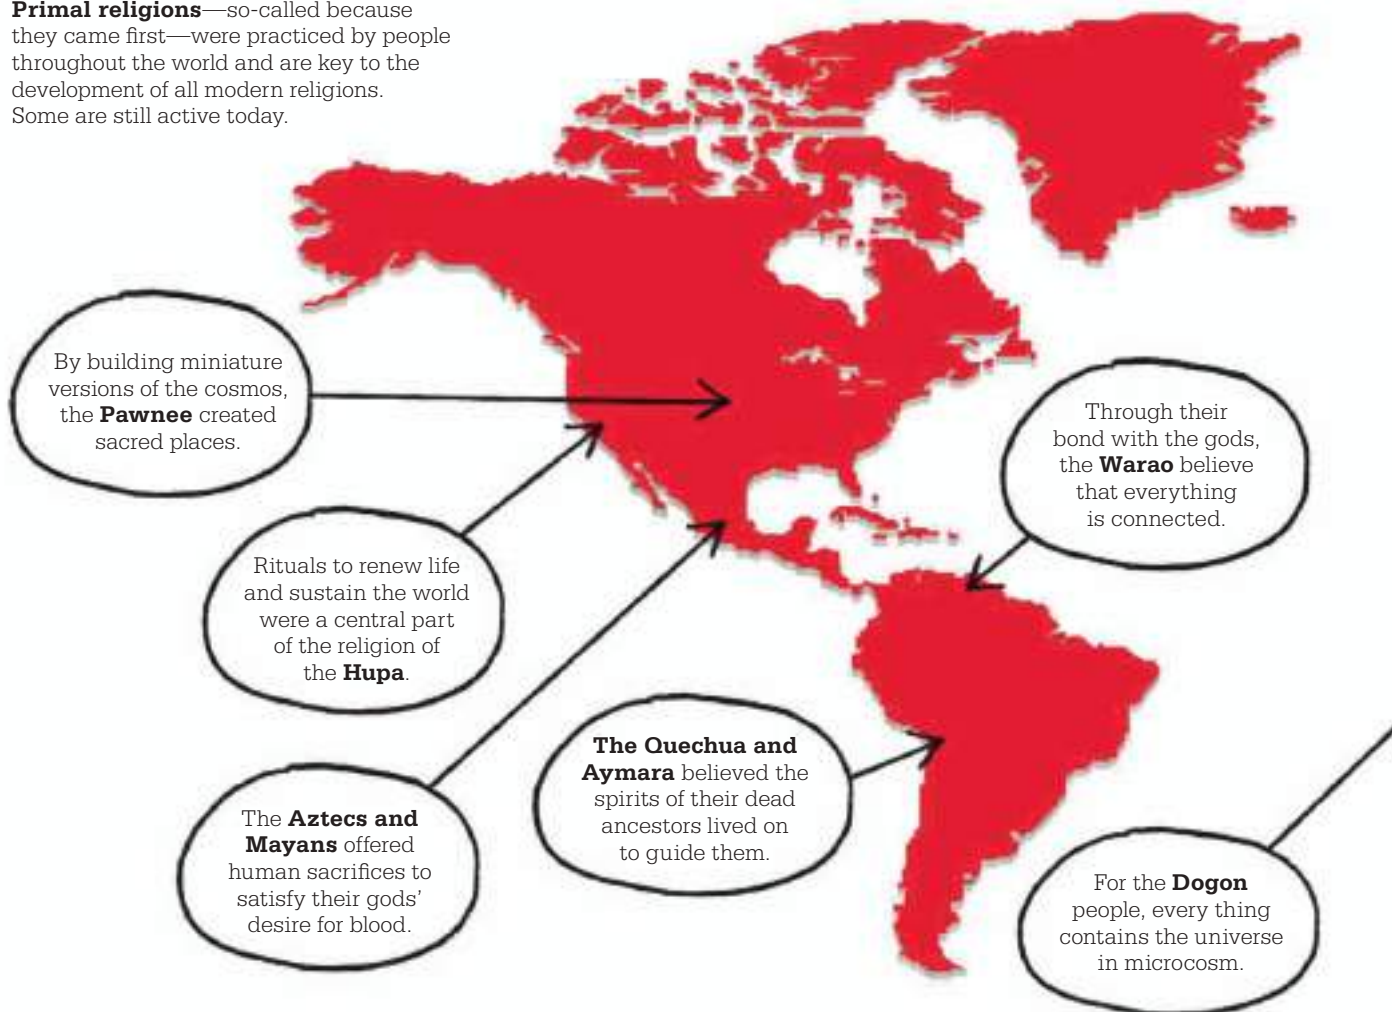 Primal religions—so-called because
they came first—were practiced by people
throughout the world and are key to the
development of all modern religions.
Some are still active today.
By building miniature
versions of the cosmos,
the Pawnee created
sacred places.
Through their
bond with the gods,
the Warao believe
that everything
is connected.
Rituals to renew life
and sustain the world
were a central part
of the religion of
the Hupa.
The Quechua and
Aymara believed the
spirits of their dead
ancestors lived on
to guide them.
The Aztecs and
Mayans offered
human sacrifices to
satisfy their gods’
desire for blood.
For the Dogon
people, every thing
contains the universe
in microcosm.